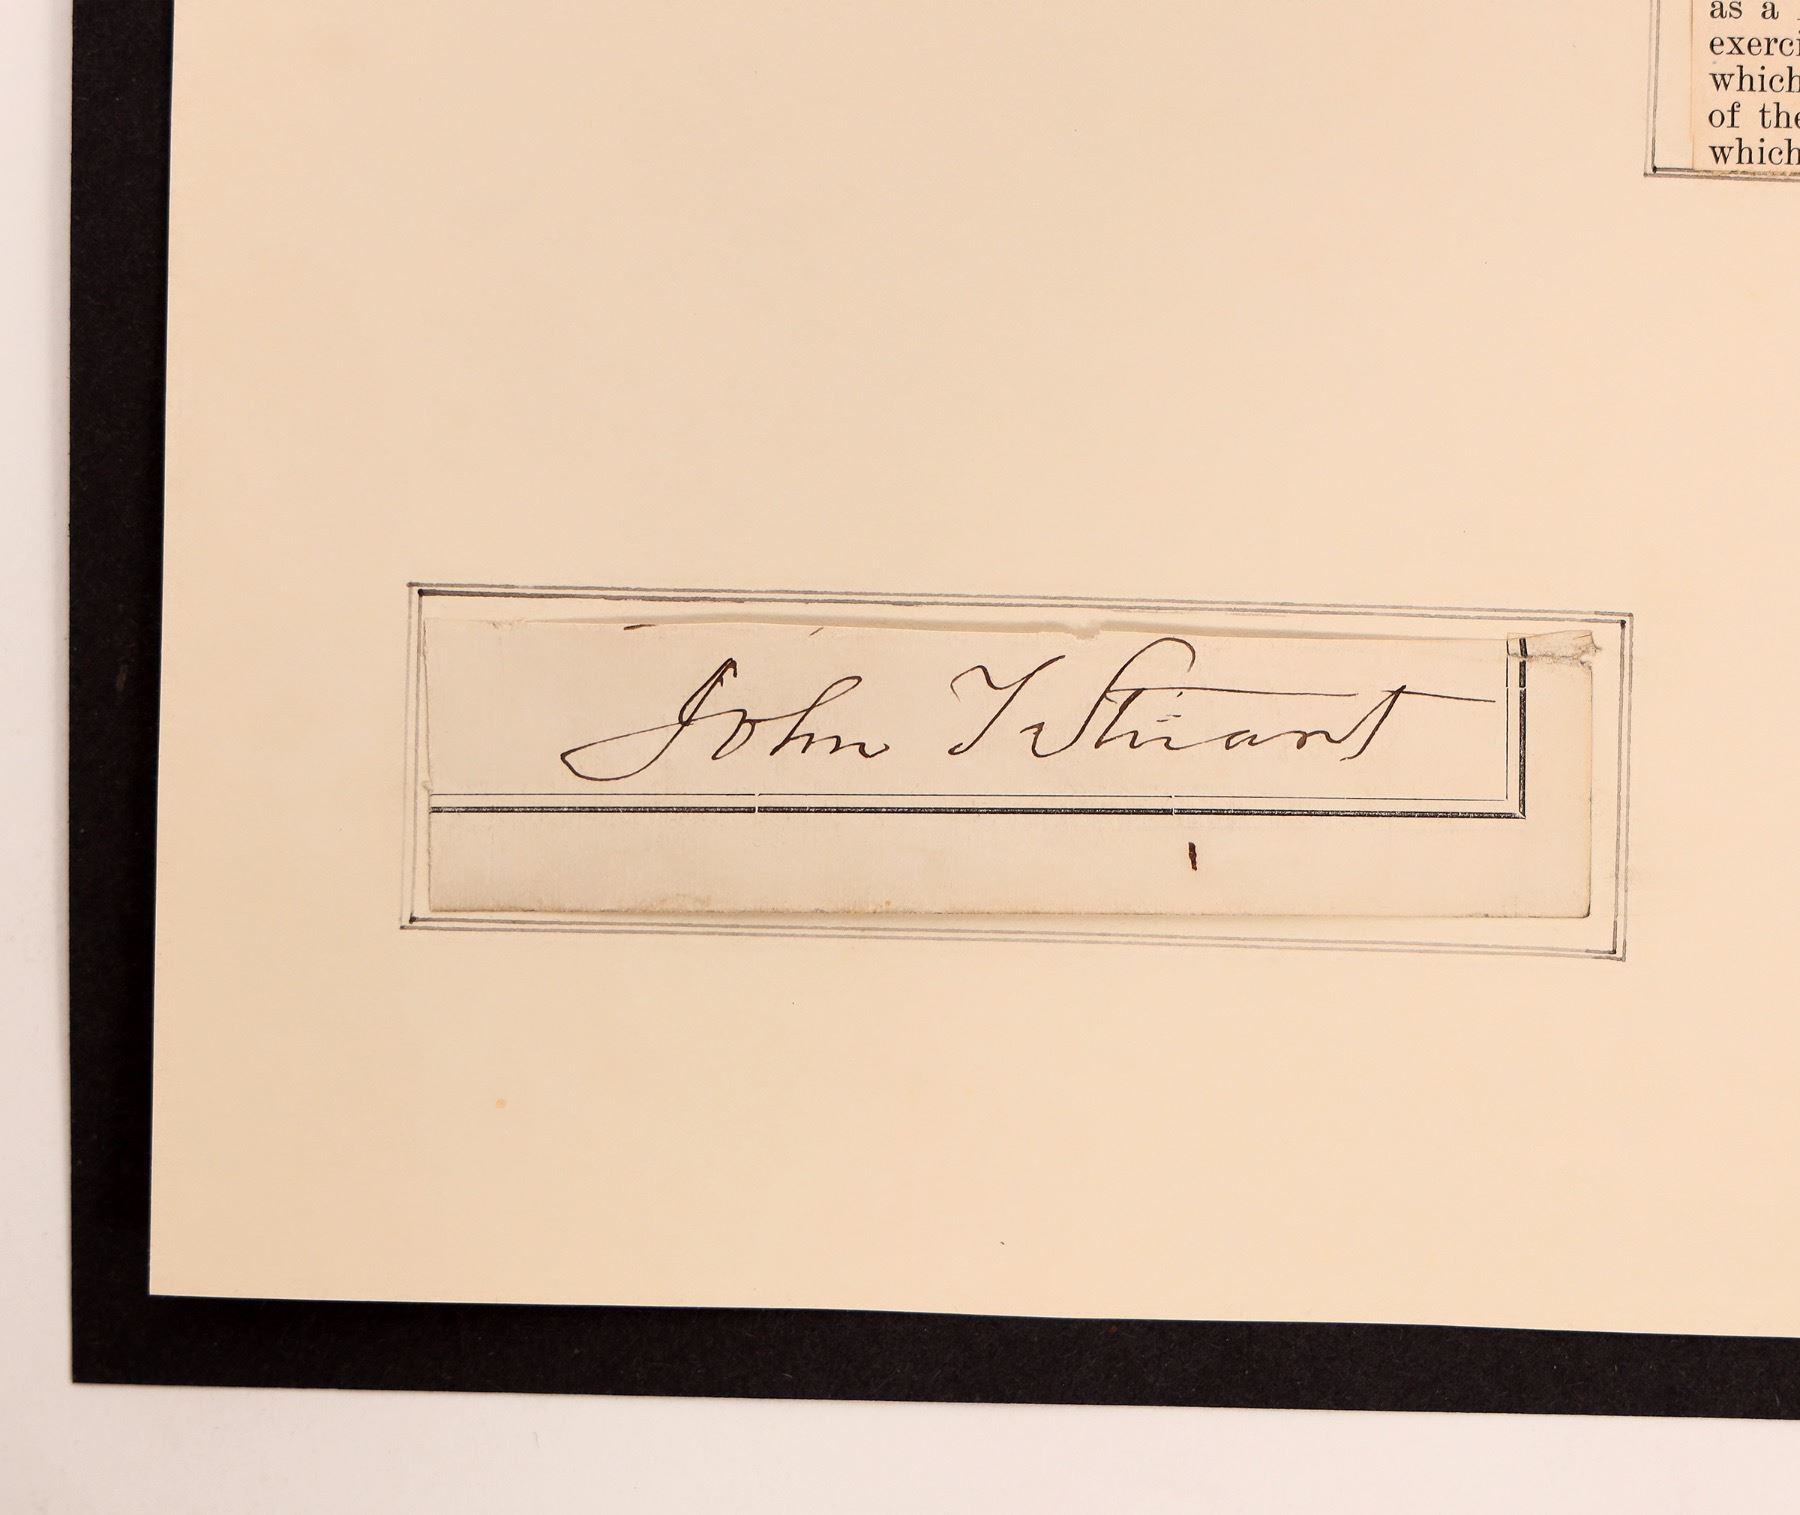 as a
exerci
which
of the
which
John T Stuart